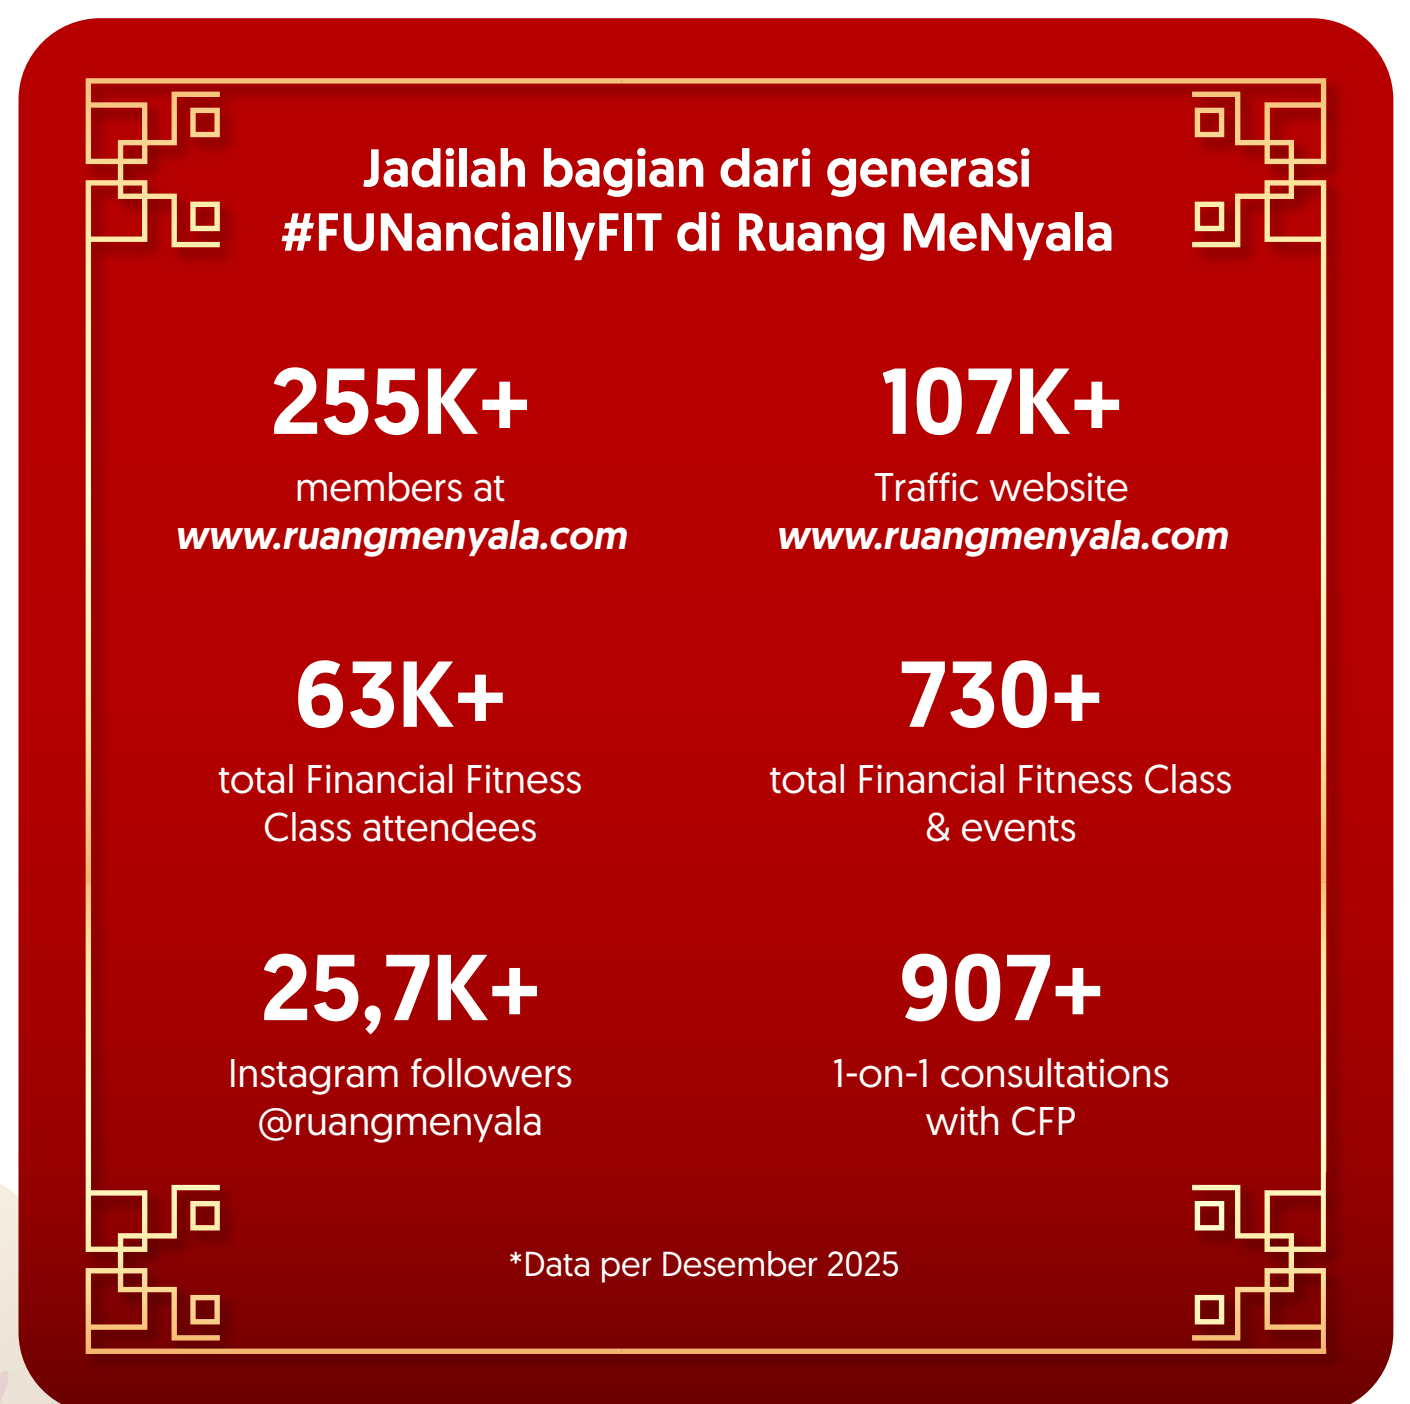 Jadilah bagian dari generasi
#FUNanciallyFIT di Ruang MeNyala
255K+
members at
www.ruangmenyala.com
107K+
Traffic website
www.ruangmenyala.com
63K+
total Financial Fitness
Class attendees
730+
total Financial Fitness Class
& events
25,7K+
Instagram followers
@ruangmenyala
907+
1-on-1 consultations
with CFP
*Data per Desember 2025